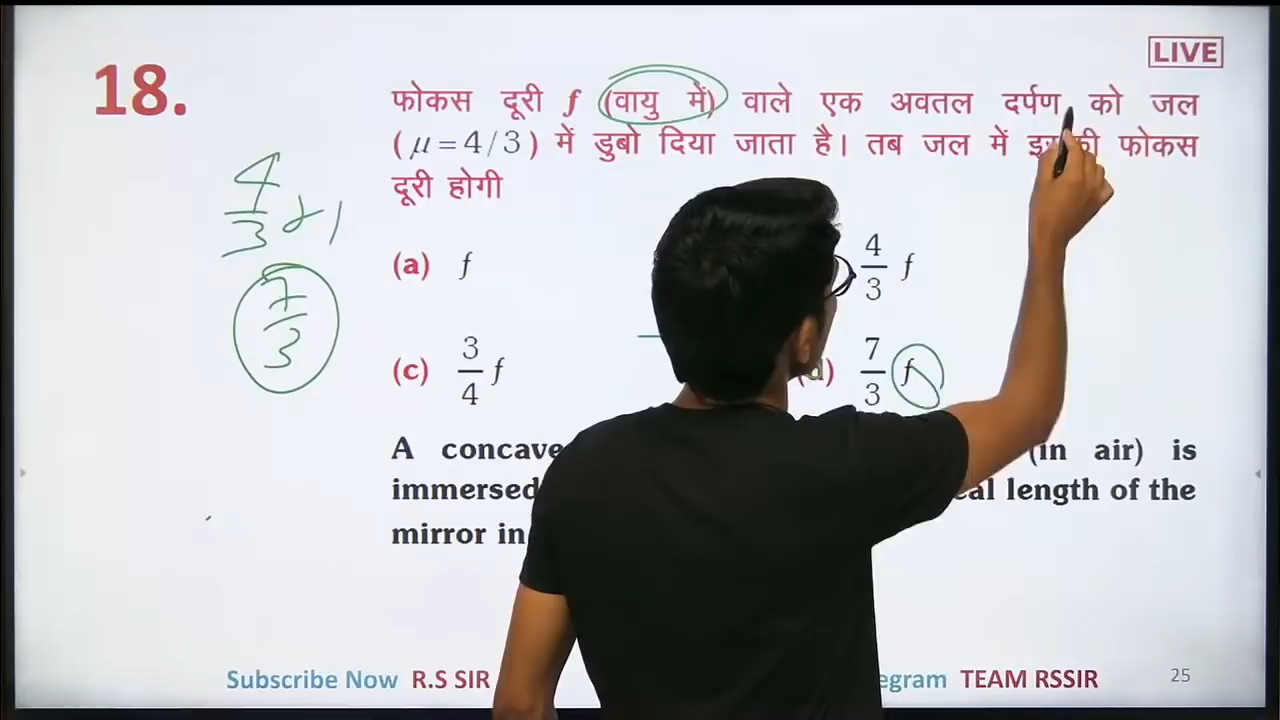 LIVE
18.
फोकस दूरी f (वायु में) वाले एक अवतल दर्पण को जल
( μ = 4/3 ) में डुबो दिया जाता है। तब जल में फोकस
दूरी होगी
4/3 + 1
7/3
(a) f
4/3 f
(c) 3/4 f
(d) 7/3 f
A concave (in air) is
immersed length of the
mirror in
Subscribe Now R.S SIR TEAM RSSIR
25